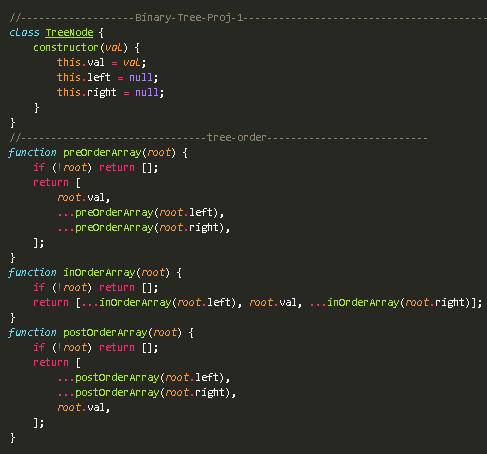 //-------------------Binary-Tree-Proj-1-----------------------------------------
class TreeNode {
    constructor(val) {
        this.val = val;
        this.left = null;
        this.right = null;
    }
}
//-------------------------------tree-order---------------------------
function preOrderArray(root) {
    if (!root) return [];
    return [
        root.val,
        ...preOrderArray(root.left),
        ...preOrderArray(root.right),
    ];
}
function inOrderArray(root) {
    if (!root) return [];
    return [...inOrderArray(root.left), root.val, ...inOrderArray(root.right)];
}
function postOrderArray(root) {
    if (!root) return [];
    return [
        ...postOrderArray(root.left),
        ...postOrderArray(root.right),
        root.val,
    ];
}